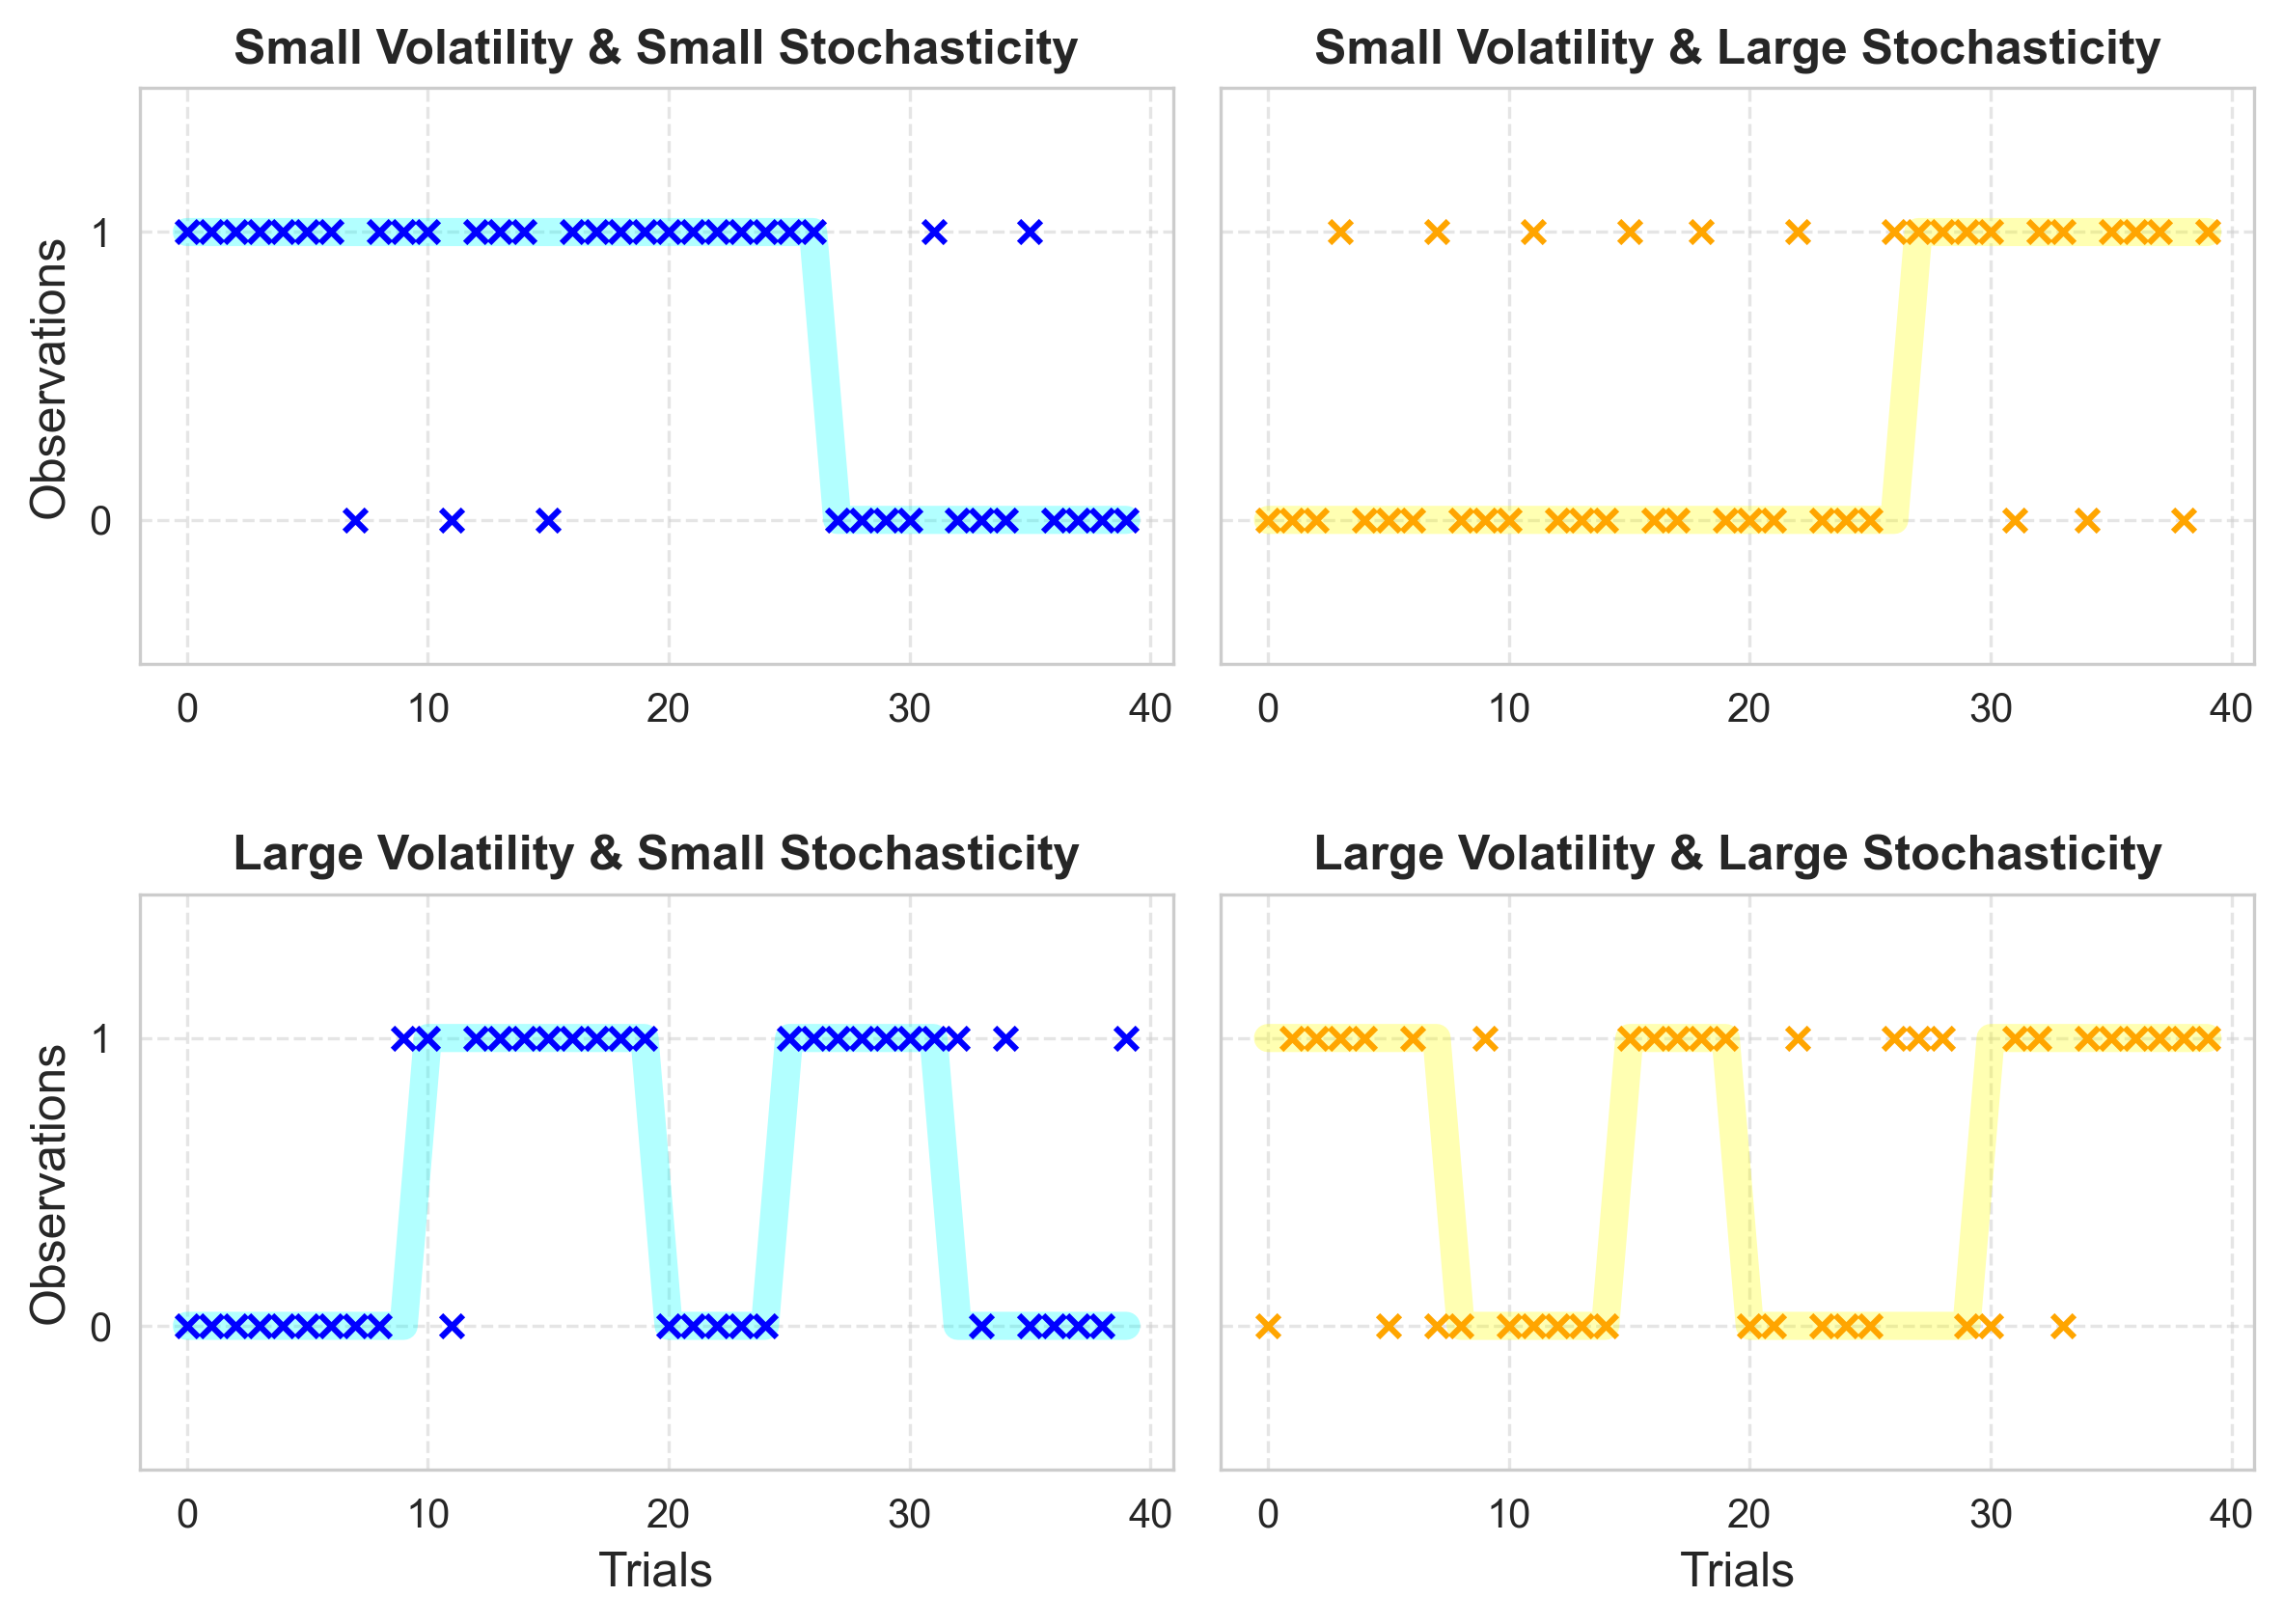 Small Volatility & Small Stochasticity
Small Volatility & Large Stochasticity
Observations
1
0
0 10 20 30 40
0 10 20 30 40
Large Volatility & Small Stochasticity
Large Volatility & Large Stochasticity
Observations
1
0
0 10 20 30 40
0 10 20 30 40
Trials
Trials